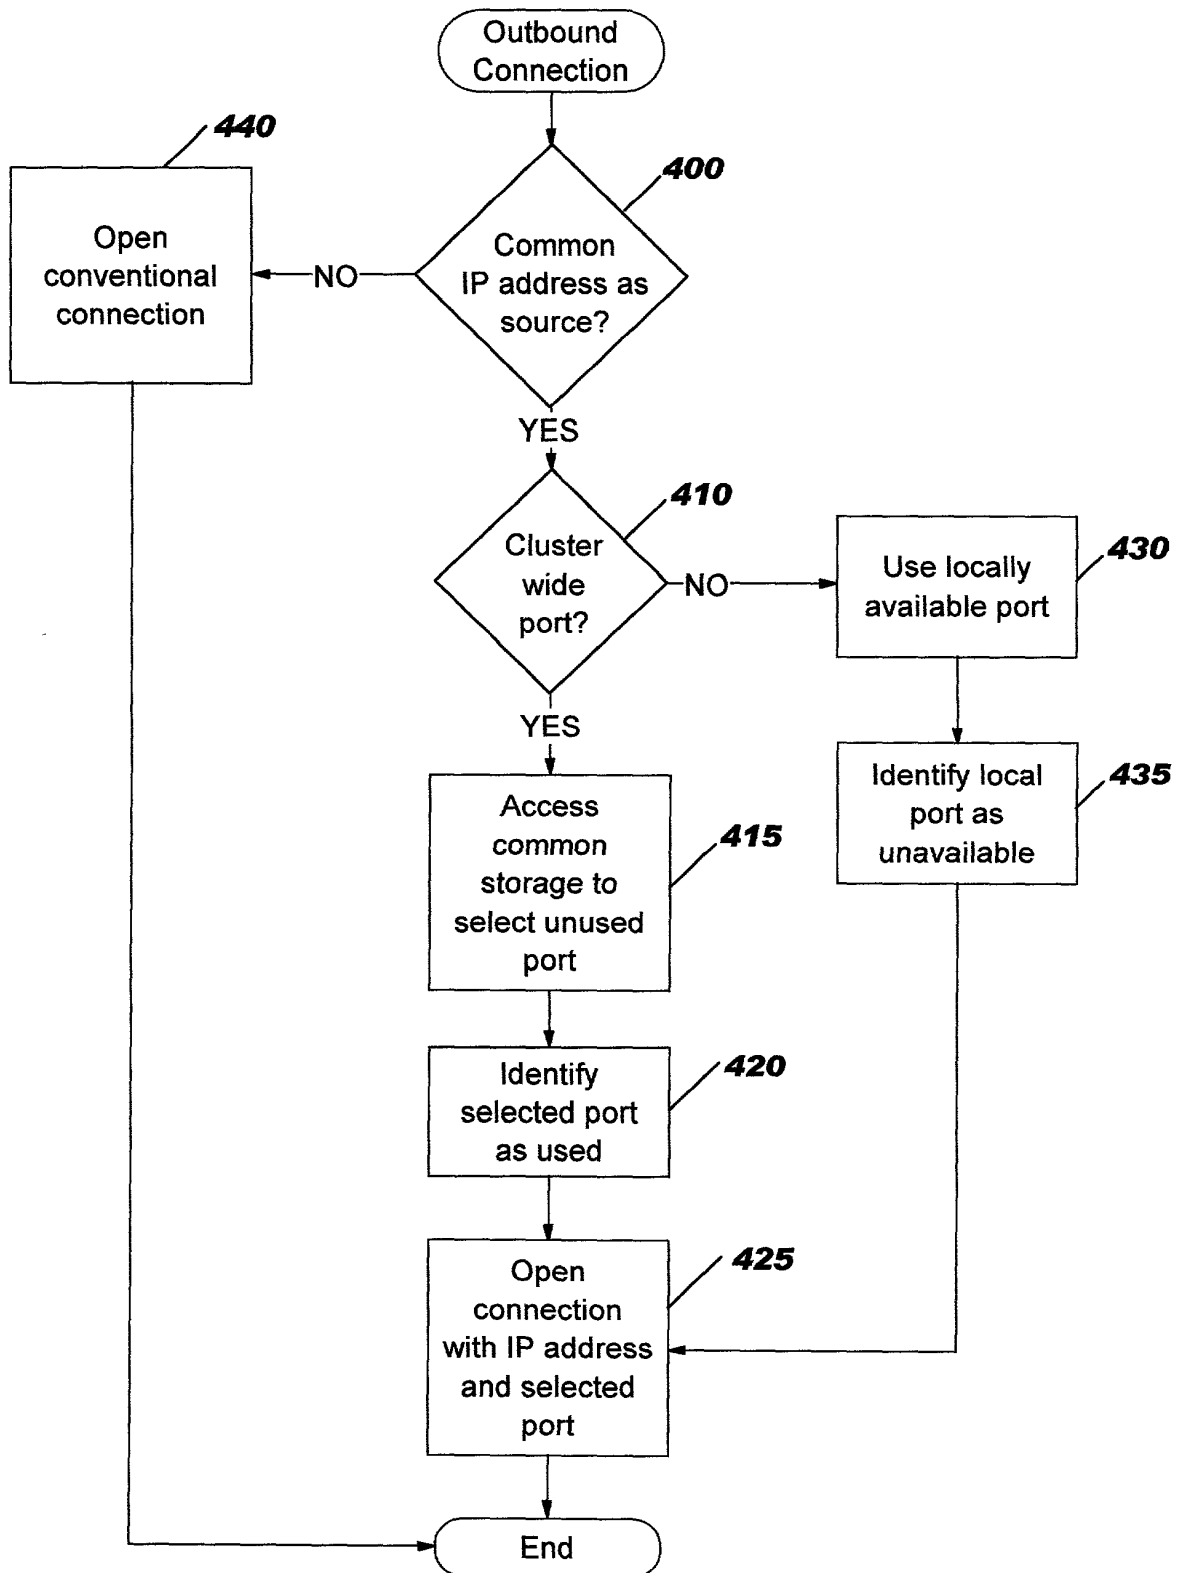 Outbound
Connection
440
400
Open
conventional
connection
NO
Common
IP address as
source?
YES
410
Cluster
wide
port?
NO
430
Use locally
available port
YES
435
Identify local
port as
unavailable
Access
common
storage to
select unused
port
415
Identify
selected port
as used
420
Open
connection
with IP address
and selected
port
425
End